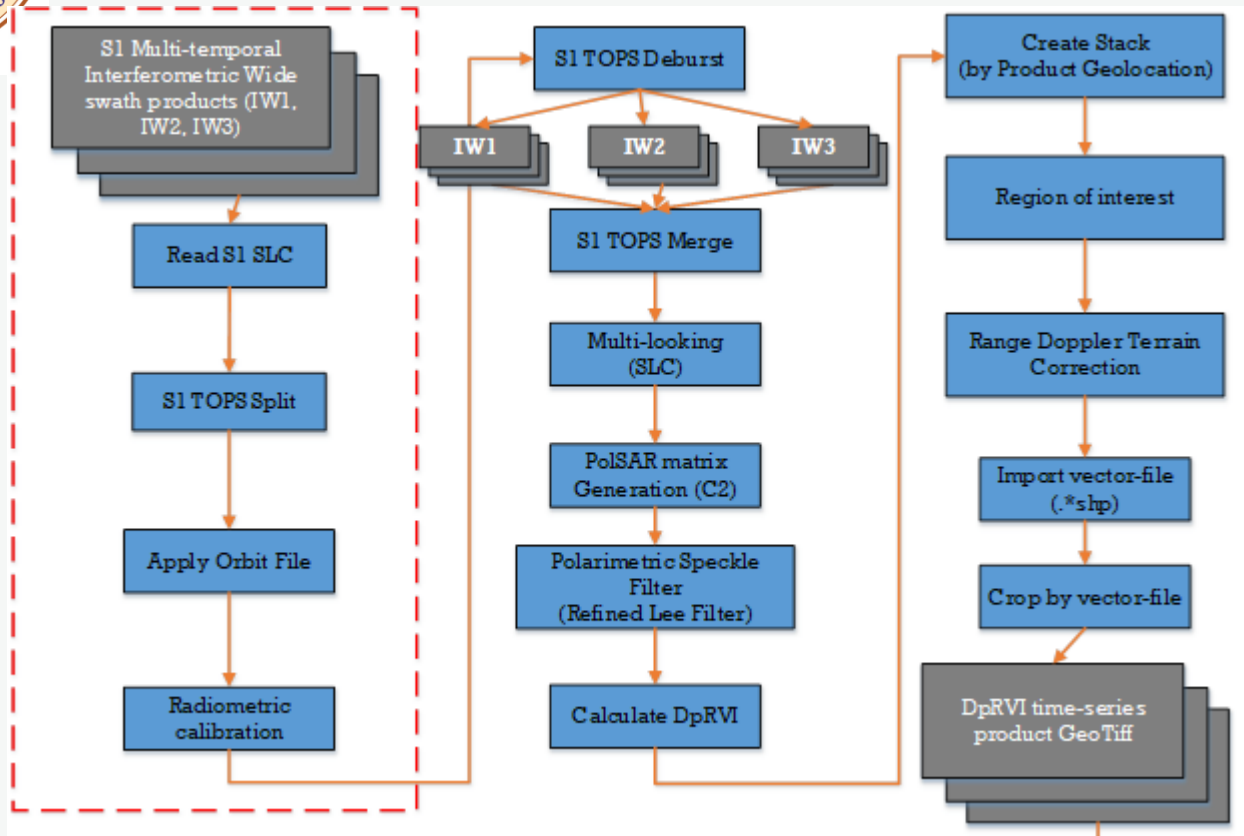 S1 Multi-temporal
Interferometric Wide
swath products (IW1,
IW2, IW3)
Read S1 SLC
S1 TOPS Split
Apply Orbit File
Radiometric
calibration
S1 TOPS Deburst
IW1
IW2
IW3
S1 TOPS Merge
Multi-looking
(SLC)
PolSAR matrix
Generation (C2)
Polarimetric Speckle
Filter
(Refined Lee Filter)
Calculate DpRVI
Create Stack
(by Product Geolocation)
Region of interest
Range Doppler Terrain
Correction
Import vector-file
(.*shp)
Crop by vector-file
DpRVI time-series
product GeoTiff